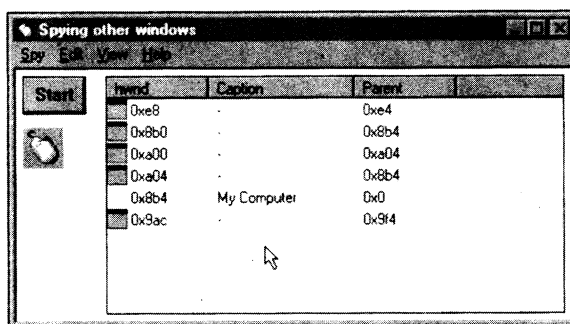 Spying other windows
Spy Edit View Help
Start
hwnd Caption Parent
0xe8 - 0xe4
0x8b0 - 0x8b4
0xa00 - 0xa04
0xa04 - 0x8b4
0x8b4 My Computer 0x0
0x9ac - 0x9f4